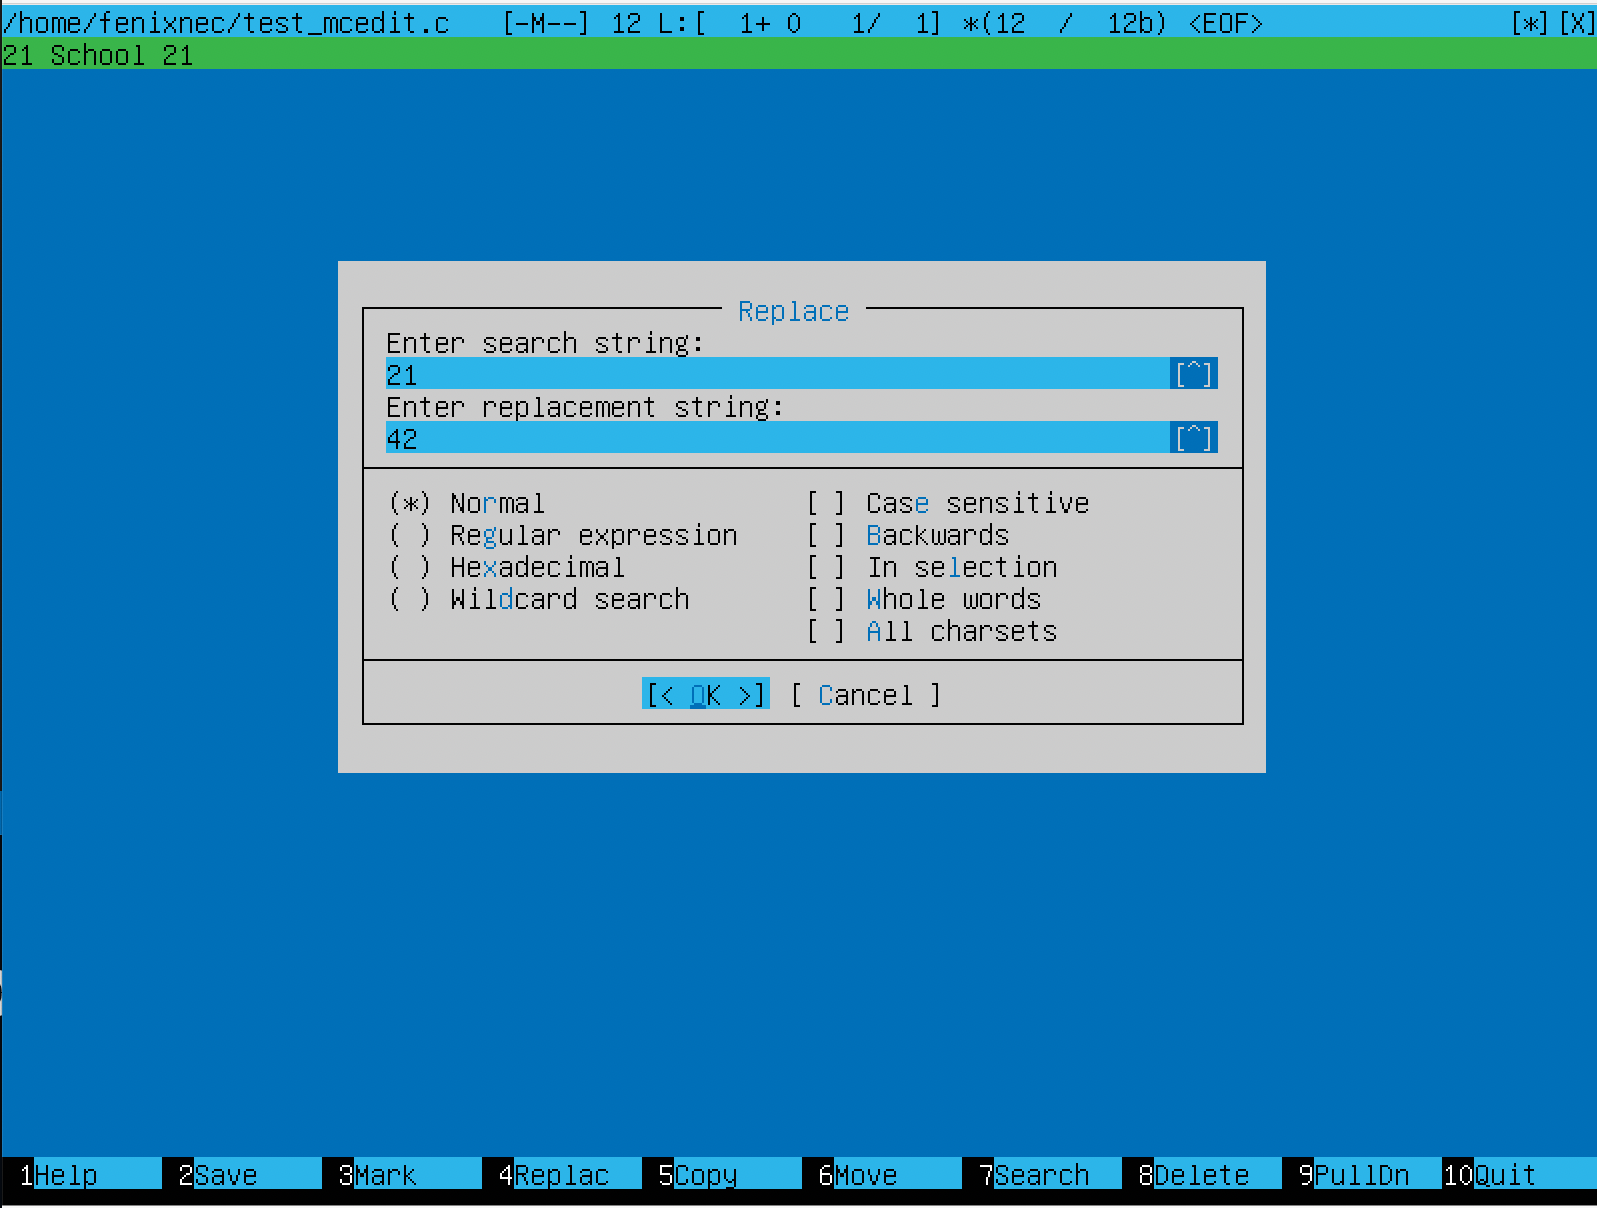 /home/fenixnec/test_mcedit.c   [-M--] 12 L:[  1+ 0   1/  1] *(12  /  12b) <EOF>   [*][X]
21 School 21
Replace
Enter search string:
21 [^]
Enter replacement string:
42 [^]
(*) Normal   [ ] Case sensitive
( ) Regular expression   [ ] Backwards
( ) Hexadecimal   [ ] In selection
( ) Wildcard search   [ ] Whole words
[ ] All charsets
[< OK >] [ Cancel ]
1Help 2Save 3Mark 4Replac 5Copy 6Move 7Search 8Delete 9PullDn 10Quit